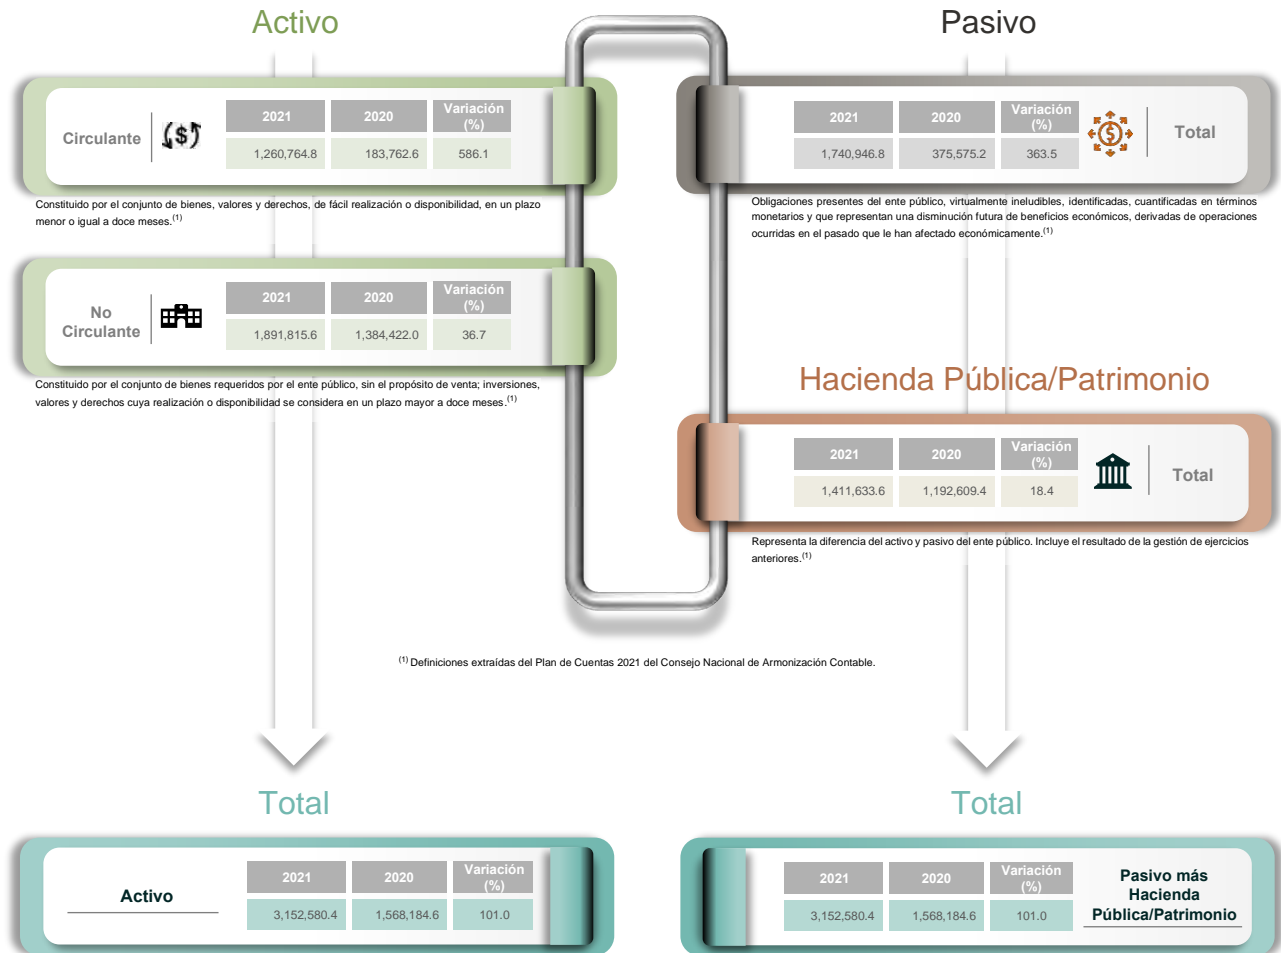 Activo
Circulante
2021 2020 Variación (%)
1,260,764.8 183,762.6 586.1
Constituido por el conjunto de bienes, valores y derechos, de fácil realización o disponibilidad, en un plazo
menor o igual a doce meses.(1)
No
Circulante
2021 2020 Variación (%)
1,891,815.6 1,384,422.0 36.7
Constituido por el conjunto de bienes requeridos por el ente público, sin el propósito de venta; inversiones,
valores y derechos cuya realización o disponibilidad se considera en un plazo mayor a doce meses.(1)
Pasivo
2021 2020 Variación (%)
1,740,946.8 375,575.2 363.5
Total
Obligaciones presentes del ente público, virtualmente ineludibles, identificadas, cuantificadas en términos
monetarios y que representan una disminución futura de beneficios económicos, derivadas de operaciones
ocurridas en el pasado que le han afectado económicamente.(1)
Hacienda Pública/Patrimonio
2021 2020 Variación (%)
1,411,633.6 1,192,609.4 18.4
Total
Representa la diferencia del activo y pasivo del ente público. Incluye el resultado de la gestión de ejercicios
anteriores.(1)
(1) Definiciones extraídas del Plan de Cuentas 2021 del Consejo Nacional de Armonización Contable.
Total
Activo
2021 2020 Variación (%)
3,152,580.4 1,568,184.6 101.0
Total
2021 2020 Variación (%)
3,152,580.4 1,568,184.6 101.0
Pasivo más
Hacienda
Pública/Patrimonio